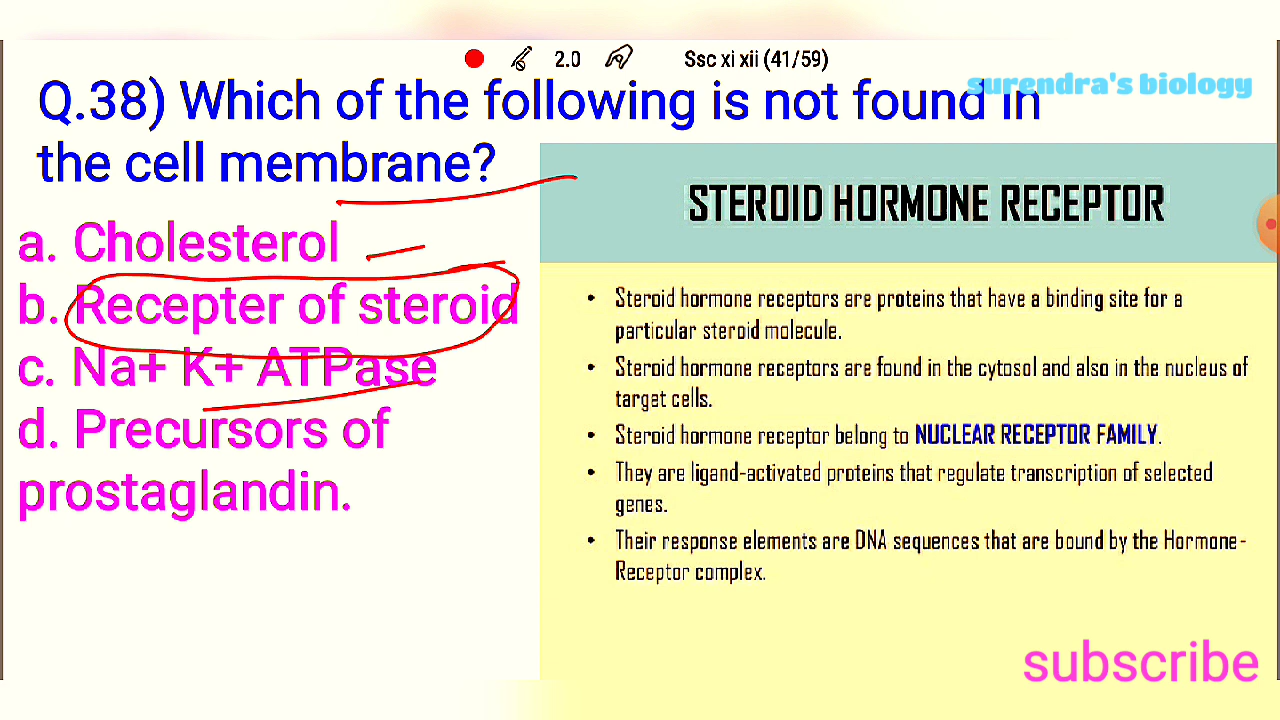 2.0 Ssc xi xii (41/59)
surendra's biology
Q.38) Which of the following is not found in
the cell membrane?
a. Cholesterol
b. Recepter of steroid
c. Na+ K+ ATPase
d. Precursors of
prostaglandin.
STEROID HORMONE RECEPTOR
• Steroid hormone receptors are proteins that have a binding site for a
particular steroid molecule.
• Steroid hormone receptors are found in the cytosol and also in the nucleus of
target cells.
• Steroid hormone receptor belong to NUCLEAR RECEPTOR FAMILY.
• They are ligand-activated proteins that regulate transcription of selected
genes.
• Their response elements are DNA sequences that are bound by the Hormone-
Receptor complex.
subscribe